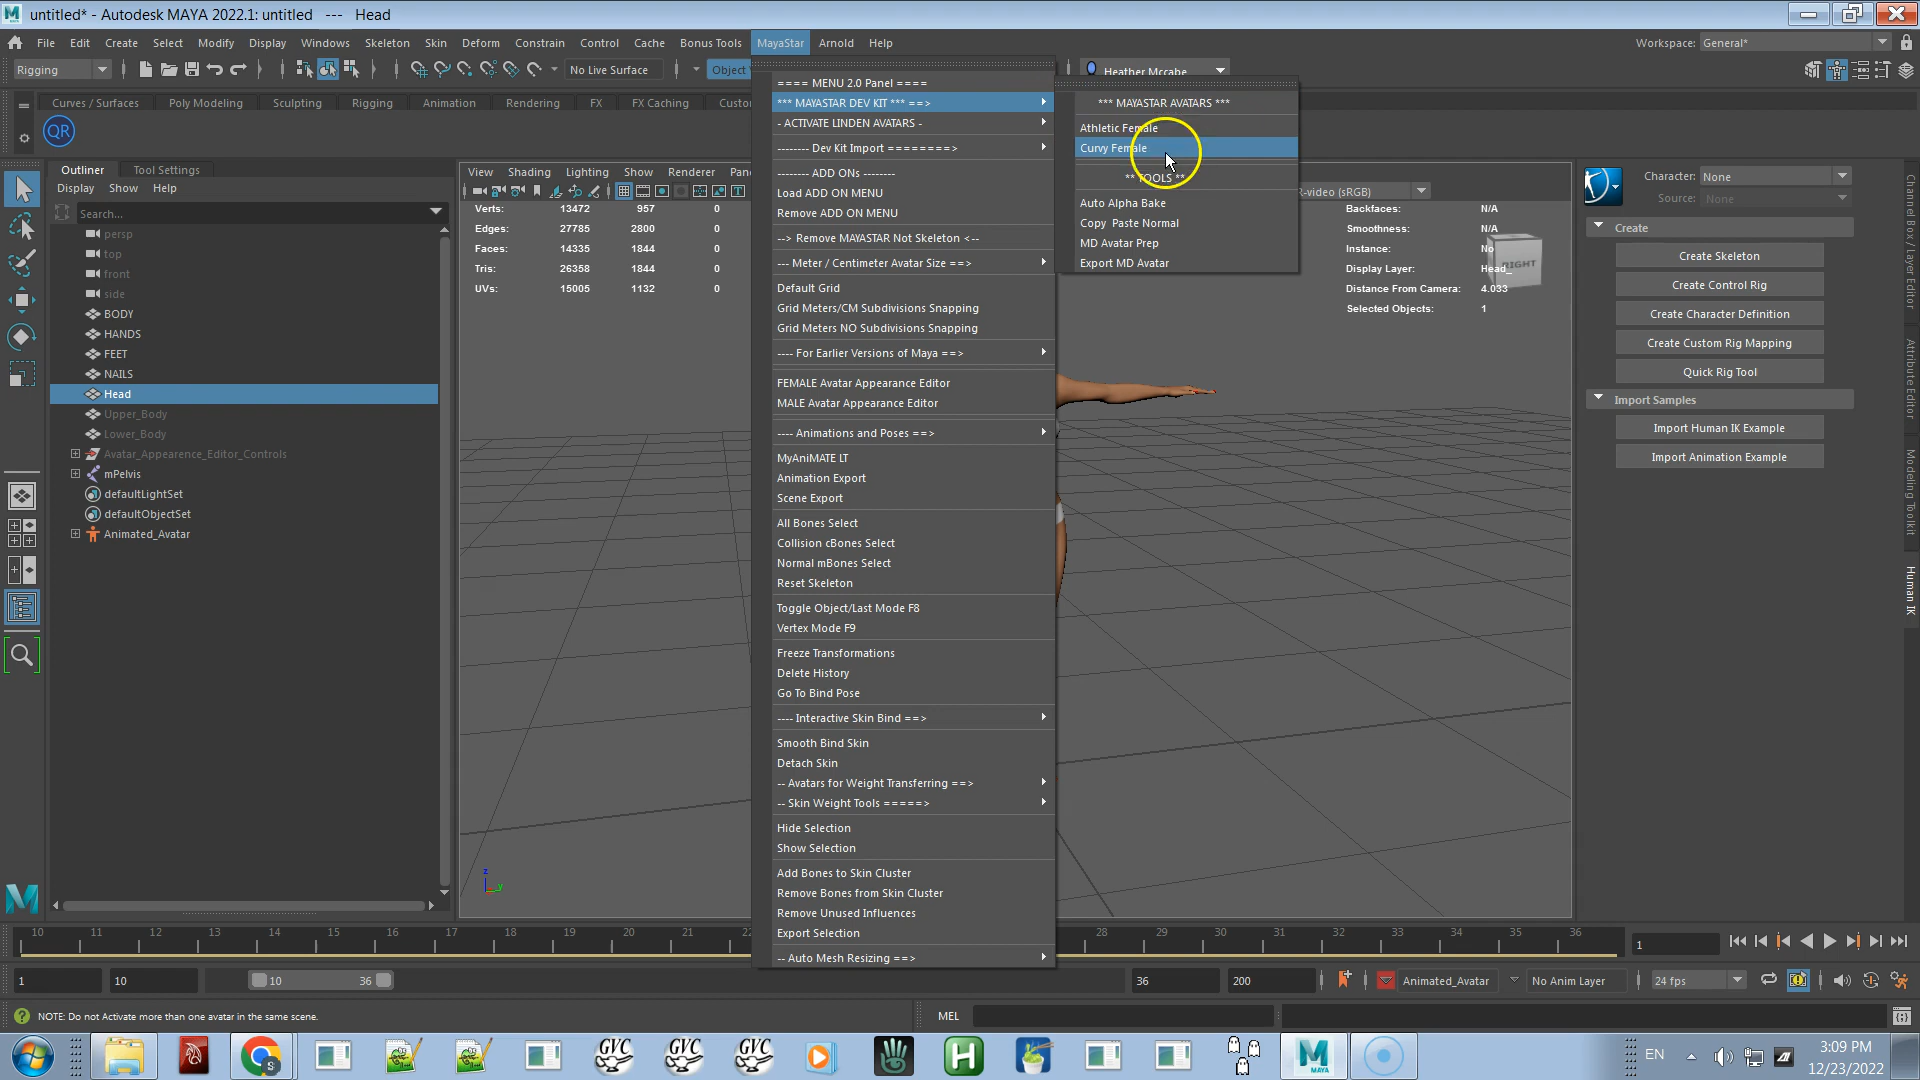 untitled* - Autodesk MAYA 2022.1: untitled --- Head
File Edit Create Select Modify Display Windows Skeleton Skin Deform Constrain Control Cache Bonus Tools MayaStar Arnold Help
Workspace: General*
Rigging
No Live Surface
Object
Heather Mccabe
Curves / Surfaces Poly Modeling Sculpting Rigging Animation Rendering FX FX Caching
QR
Outliner Tool Settings
Display Show Help
Search...
persp
top
front
side
BODY
HANDS
FEET
NAILS
Head
Upper_Body
Lower_Body
Avatar_Appearence_Editor_Controls
mPelvis
defaultLightSet
defaultObjectSet
Animated_Avatar
View Shading Lighting Show Renderer
Verts: 13472 957 0
Edges: 27785 2800 0
Faces: 14335 1844 0
Tris: 26358 1844 0
UVs: 15005 1132 0
==== MENU 2.0 Panel ====
*** MAYASTAR DEV KIT *** ==>
- ACTIVATE LINDEN AVATARS -
-------- Dev Kit Import ========>
-------- ADD ONs --------
Load ADD ON MENU
Remove ADD ON MENU
--> Remove MAYASTAR Not Skeleton <--
--- Meter / Centimeter Avatar Size ==>
Default Grid
Grid Meters/CM Subdivisions Snapping
Grid Meters NO Subdivisions Snapping
---- For Earlier Versions of Maya ==>
FEMALE Avatar Appearance Editor
MALE Avatar Appearance Editor
---- Animations and Poses ==>
MyAniMATE LT
Animation Export
Scene Export
All Bones Select
Collision cBones Select
Normal mBones Select
Reset Skeleton
Toggle Object/Last Mode F8
Vertex Mode F9
Freeze Transformations
Delete History
Go To Bind Pose
---- Interactive Skin Bind ==>
Smooth Bind Skin
Detach Skin
-- Avatars for Weight Transferring ==>
-- Skin Weight Tools =====>
Hide Selection
Show Selection
Add Bones to Skin Cluster
Remove Bones from Skin Cluster
Remove Unused Influences
Export Selection
-- Auto Mesh Resizing ==>
*** MAYASTAR AVATARS ***
Athletic Female
Curvy Female
** TOOLS **
Auto Alpha Bake
Copy Paste Normal
MD Avatar Prep
Export MD Avatar
R-video (sRGB)
Backfaces: N/A
Smoothness: N/A
Instance: No
Display Layer: Head_
Distance From Camera: 4.033
Selected Objects: 1
RIGHT
z
y
Character: None
Source: None
Create
Create Skeleton
Create Control Rig
Create Character Definition
Create Custom Rig Mapping
Quick Rig Tool
Import Samples
Import Human IK Example
Import Animation Example
Channel Box / Layer Editor
Attribute Editor
Modeling Toolkit
Human IK
10 11 12 13 14 15 16 17 18 19 20 21 28 29 30 31 32 33 34 35 36
1
1 10 10 36 36 200 Animated_Avatar No Anim Layer 24 fps
NOTE: Do not Activate more than one avatar in the same scene.
MEL
GVC GVC GVC
MAYA
EN
3:09 PM
12/23/2022